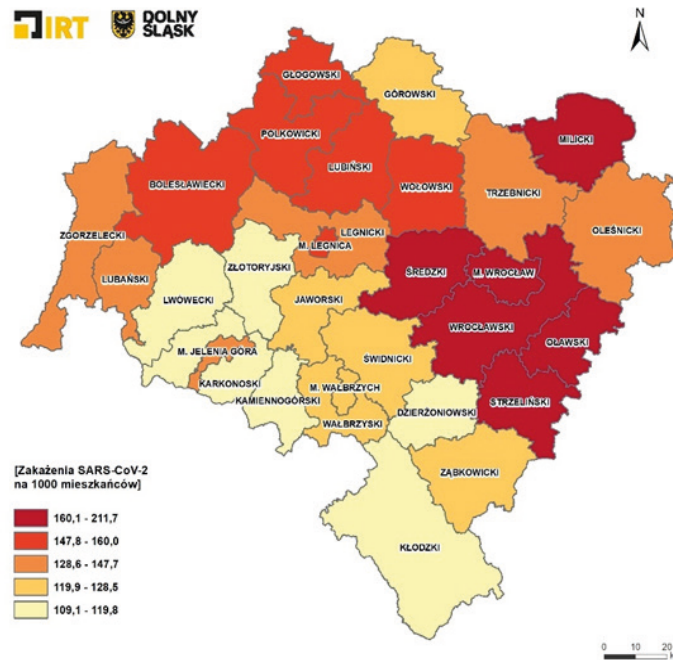 IRT
DOLNY
ŚLĄSK
N
GŁOGOWSKI
GÓROWSKI
POLKOWICKI
MILICKI
LUBIŃSKI
BOLESŁAWIECKI
WOŁOWSKI
TRZEBNICKI
OLEŚNICKI
ZGORZELECKI
LEGNICKI
M. LEGNICA
LUBAŃSKI
ZŁOTORYJSKI
ŚREDZKI
M. WROCŁAW
LWÓWECKI
JAWORSKI
WROCŁAWSKI
OŁAWSKI
M. JELENIA GÓRA
ŚWIDNICKI
KARKONOSKI
M. WAŁBRZYCH
KAMIENNOGÓRSKI
STRZELIŃSKI
DZIERŻONIOWSKI
WAŁBRZYSKI
ZĄBKOWICKI
KŁODZKI
[Zakażenia SARS-CoV-2
na 1000 mieszkańców]
160,1 - 211,7
147,8 - 160,0
128,6 - 147,7
119,9 - 128,5
109,1 - 119,8
0 10 20